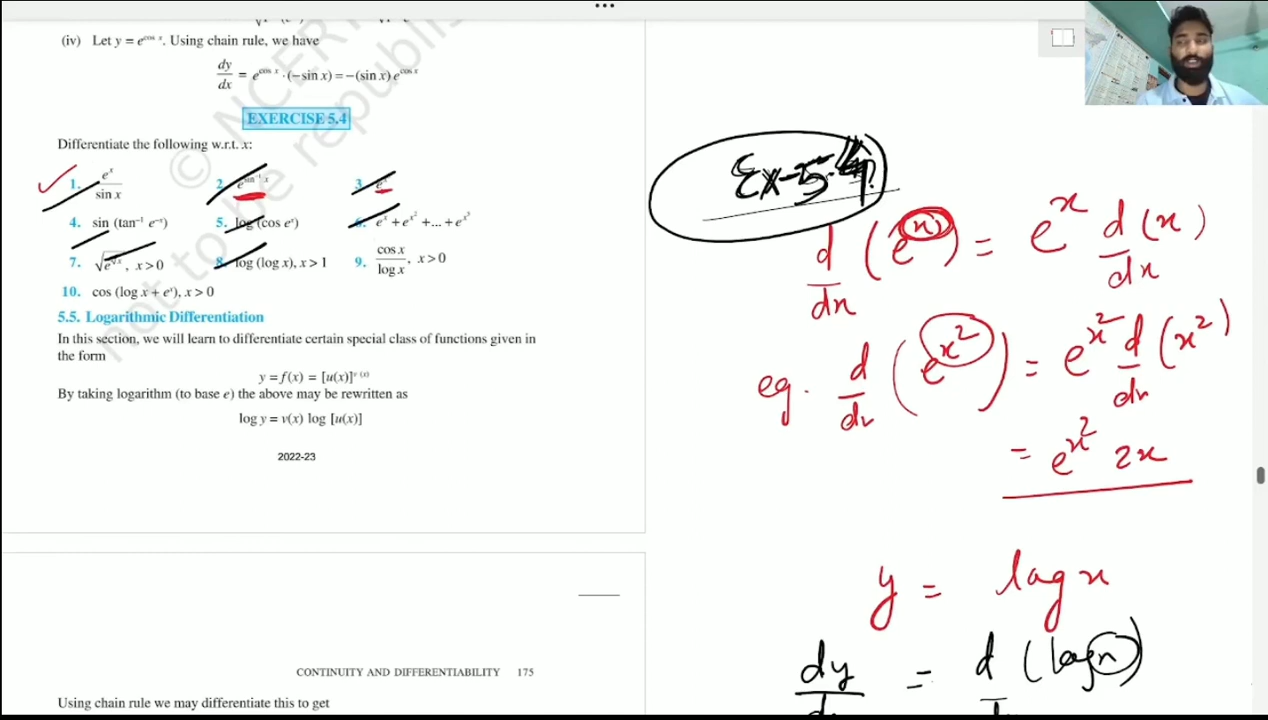 (iv) Let y = e^cos x. Using chain rule, we have
dy/dx = e^cos x · (−sin x) = −(sin x) e^cos x
EXERCISE 5.4
Differentiate the following w.r.t. x:
1. e^x/sin x 2. e^sin⁻¹ x 3.
4. sin (tan⁻¹ e⁻ˣ) 5. log (cos e^x) 6. e^x + e^x² + ... + e^x⁵
7. √e^√x, x > 0 8. log (log x), x > 1 9. cos x/log x, x > 0
10. cos (log x + e^x), x > 0
5.5. Logarithmic Differentiation
In this section, we will learn to differentiate certain special class of functions given in
the form
y = f(x) = [u(x)]^v (x)
By taking logarithm (to base e) the above may be rewritten as
log y = v(x) log [u(x)]
2022-23
CONTINUITY AND DIFFERENTIABILITY 175
Using chain rule we may differentiate this to get
© NCERT
not to be republis
Ex-5.4
d/dx (e^(x)) = e^x d/dx (x)
eg. d/dx (e^x²) = e^x² d/dx (x²)
= e^x² 2x
y = log x
dy = d (log x)